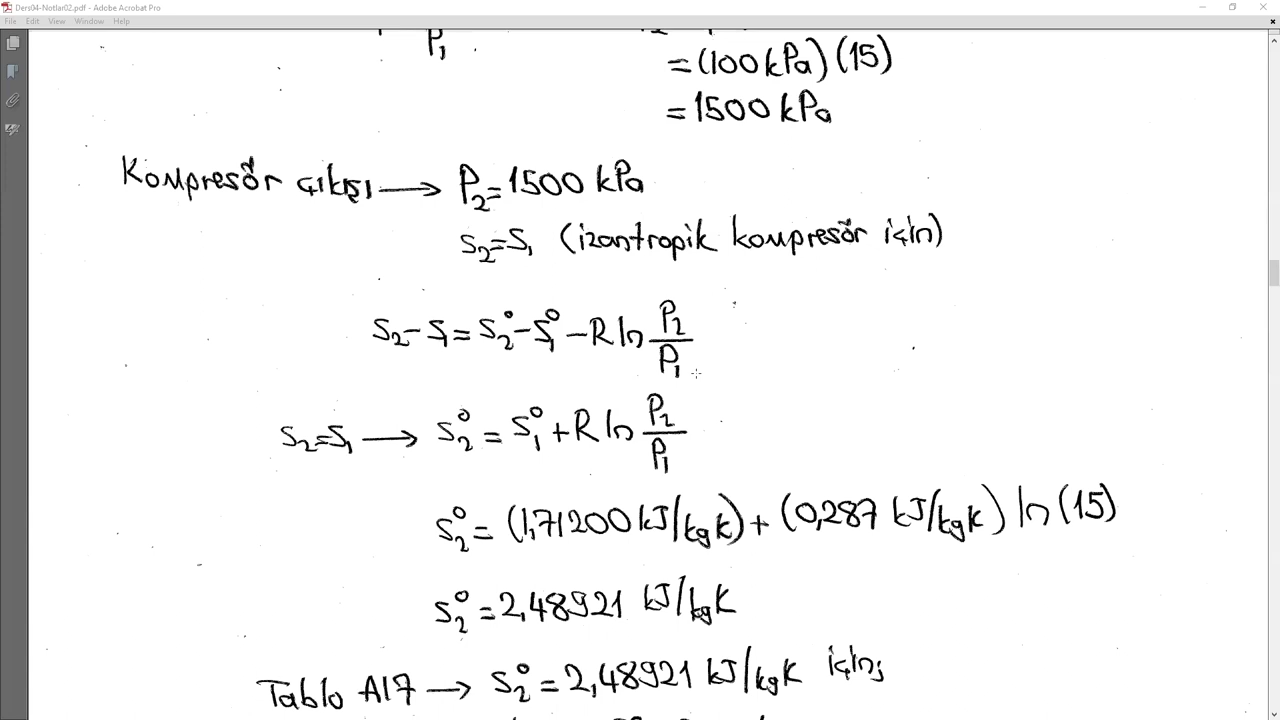 Ders04-Notlar02.pdf - Adobe Acrobat Pro
File Edit View Window Help
P₁
= (100 kPa) (15)
= 1500 kPa
Kompresör çıkışı → P₂ = 1500 kPa
s₂ = s₁ (izantropik kompresör için)
s₂ - s₁ = s₂° - s₁° - R ln P₂/P₁
s₂ = s₁ → s₂° = s₁° + R ln P₂/P₁
s₂° = (1,71200 kJ/kgK) + (0,287 kJ/kgK) ln (15)
s₂° = 2,48921 kJ/kgK
Tablo A17 → s₂° = 2,48921 kJ/kgK için;